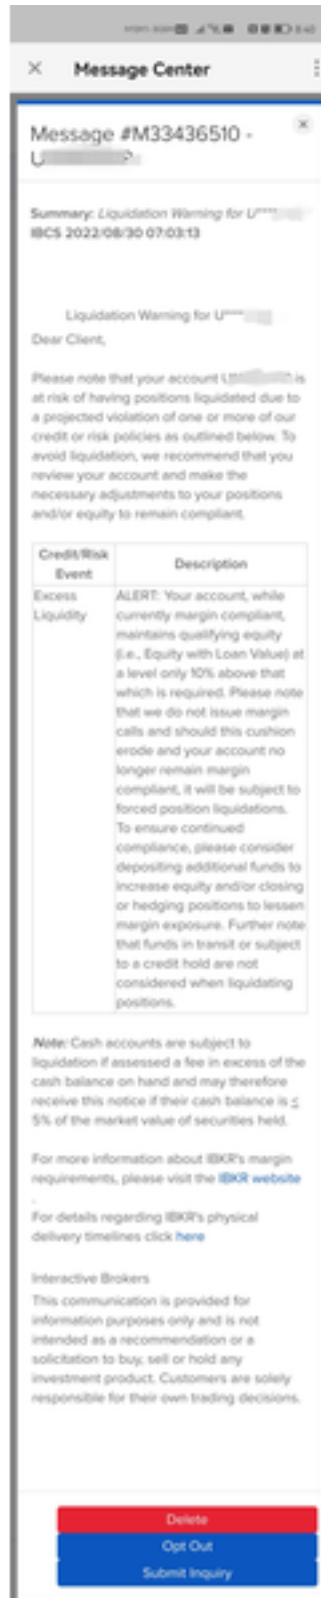 Message Center
Message #M33436510 -
U
Summary: Liquidation Warning for U****
IBCS 2022/08/30 07:03:13
Liquidation Warning for U****
Dear Client,
Please note that your account U is
at risk of having positions liquidated due to
a projected violation of one or more of our
credit or risk policies as outlined below. To
avoid liquidation, we recommend that you
review your account and make the
necessary adjustments to your positions
and/or equity to remain compliant.
Credit/Risk
Event
Description
Excess
Liquidity
ALERT: Your account, while
currently margin compliant,
maintains qualifying equity
(i.e., Equity with Loan Value) at
a level only 10% above that
which is required. Please note
that we do not issue margin
calls and should this cushion
erode and your account no
longer remain margin
compliant, it will be subject to
forced position liquidations.
To ensure continued
compliance, please consider
depositing additional funds to
increase equity and/or closing
or hedging positions to lessen
margin exposure. Further note
that funds in transit or subject
to a credit hold are not
considered when liquidating
positions.
Note: Cash accounts are subject to
liquidation if assessed a fee in excess of the
cash balance on hand and may therefore
receive this notice if their cash balance is ≤
5% of the market value of securities held.
For more information about IBKR's margin
requirements, please visit the IBKR website
.
For details regarding IBKR's physical
delivery timelines click here
Interactive Brokers
This communication is provided for
information purposes only and is not
intended as a recommendation or a
solicitation to buy, sell or hold any
investment product. Customers are solely
responsible for their own trading decisions.
Delete
Opt Out
Submit Inquiry